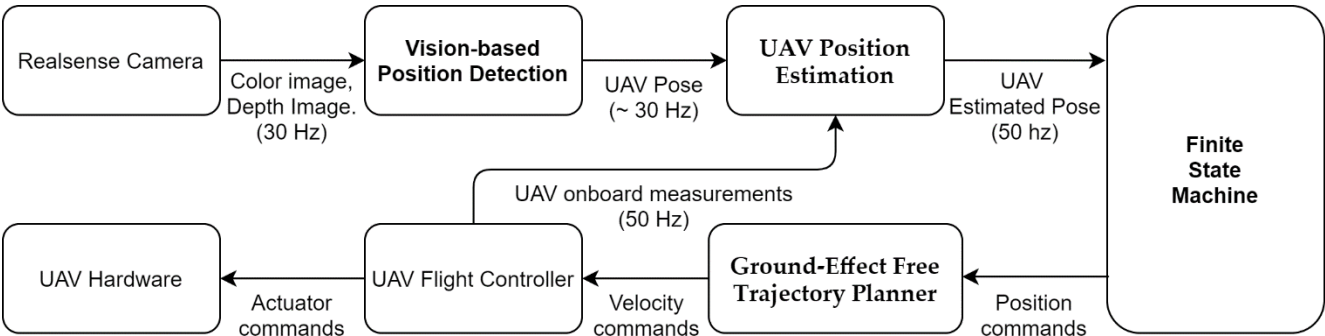 Realsense Camera
Color image,
Depth Image.
(30 Hz)
Vision-based
Position Detection
UAV Pose
(~ 30 Hz)
UAV Position
Estimation
UAV
Estimated Pose
(50 hz)
Finite
State
Machine
UAV onboard measurements
(50 Hz)
UAV Hardware
Actuator
commands
UAV Flight Controller
Velocity
commands
Ground-Effect Free
Trajectory Planner
Position
commands